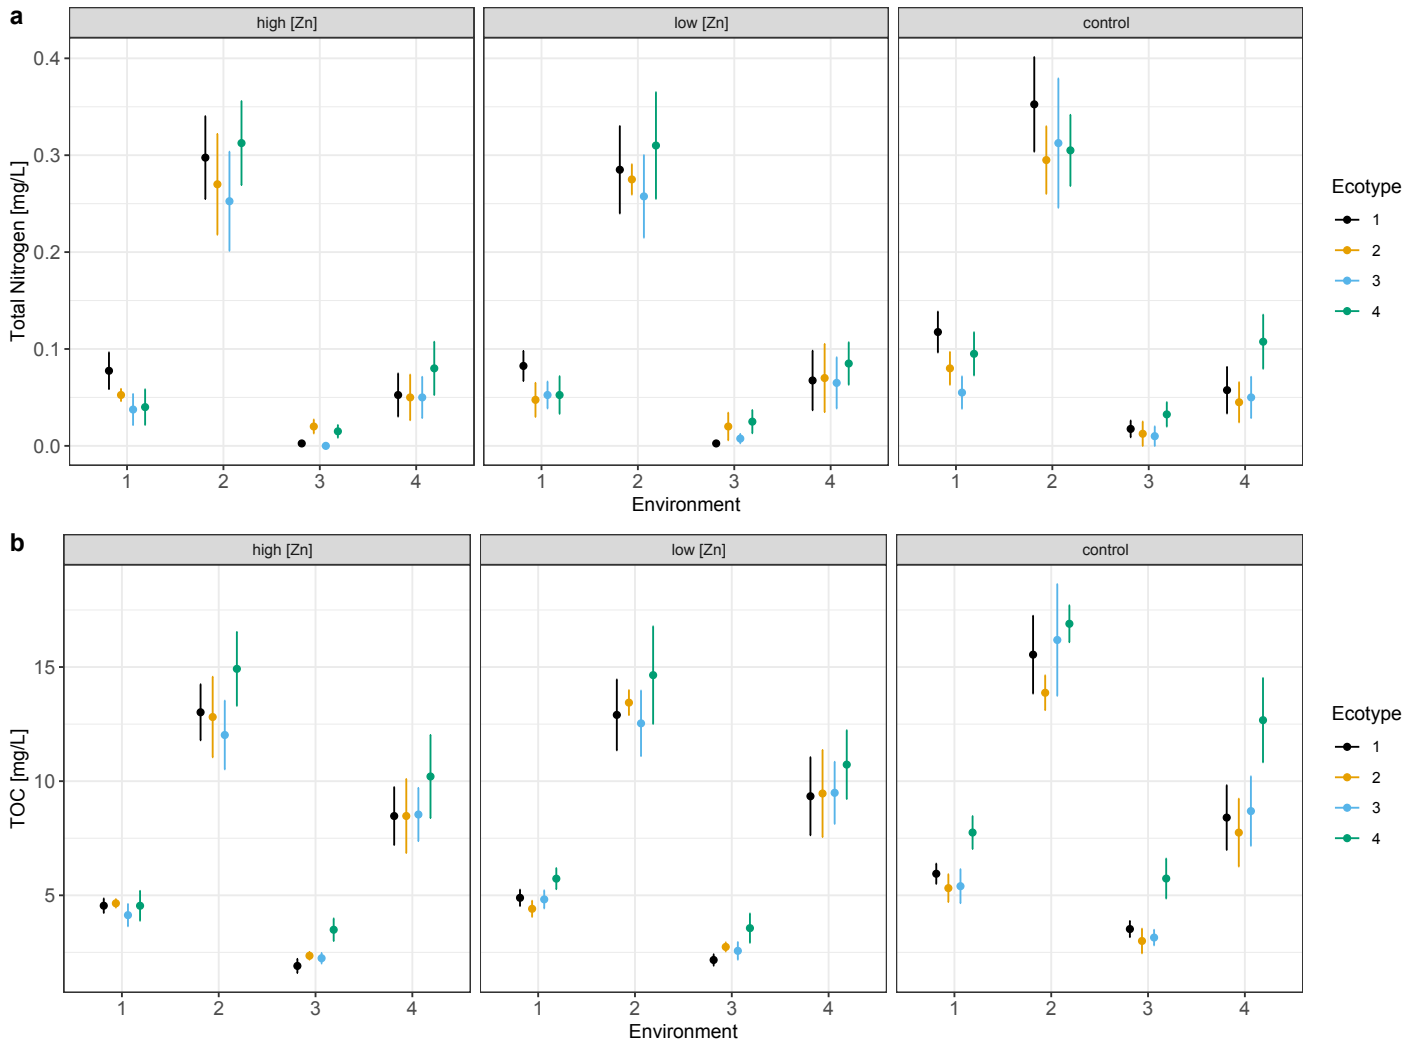 a
high [Zn]
low [Zn]
control
Total Nitrogen [mg/L]
0.4
0.3
0.2
0.1
0.0
1 2 3 4
1 2 3 4
1 2 3 4
Environment
Ecotype
1
2
3
4
b
high [Zn]
low [Zn]
control
TOC [mg/L]
15
10
5
1 2 3 4
1 2 3 4
1 2 3 4
Environment
Ecotype
1
2
3
4